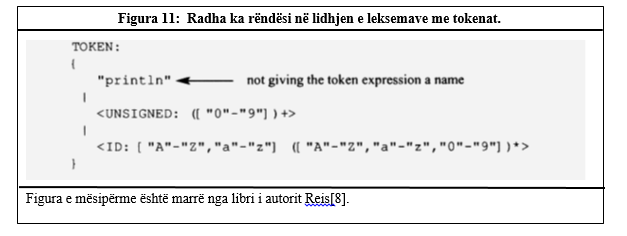 Figura 11: Radha ka rëndësi në lidhjen e leksemave me tokenat.
TOKEN:
{
"println" not giving the token expression a name
|
<UNSIGNED: (["0"-"9"])+>
|
<ID: ["A"-"Z","a"-"z"] (["A"-"Z","a"-"z","0"-"9"])*>
}
Figura e mësipërme është marrë nga libri i autorit Reis[8].